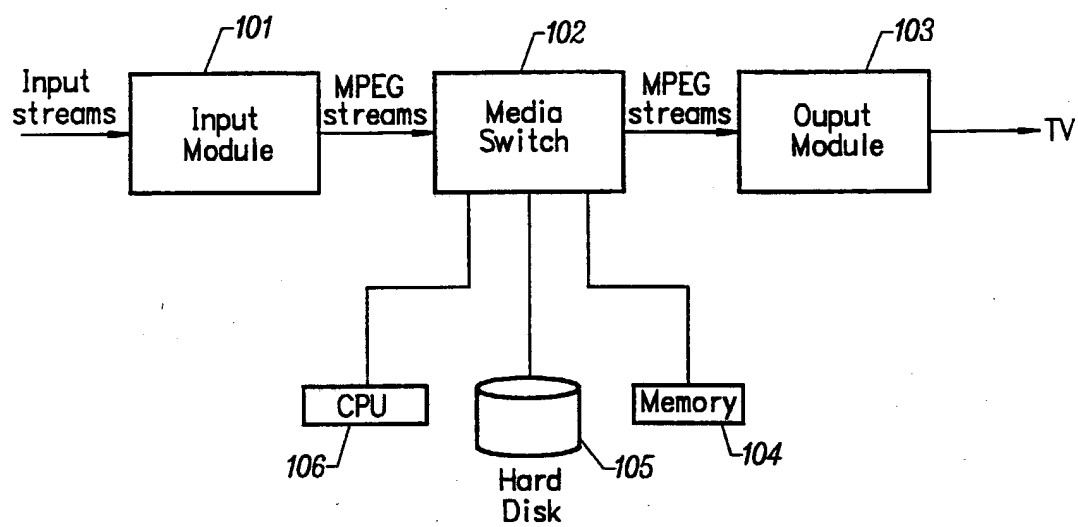 101
102
103
Input
streams
Input
Module
MPEG
streams
Media
Switch
MPEG
streams
Ouput
Module
TV
CPU
106
Hard
Disk
105
Memory
104